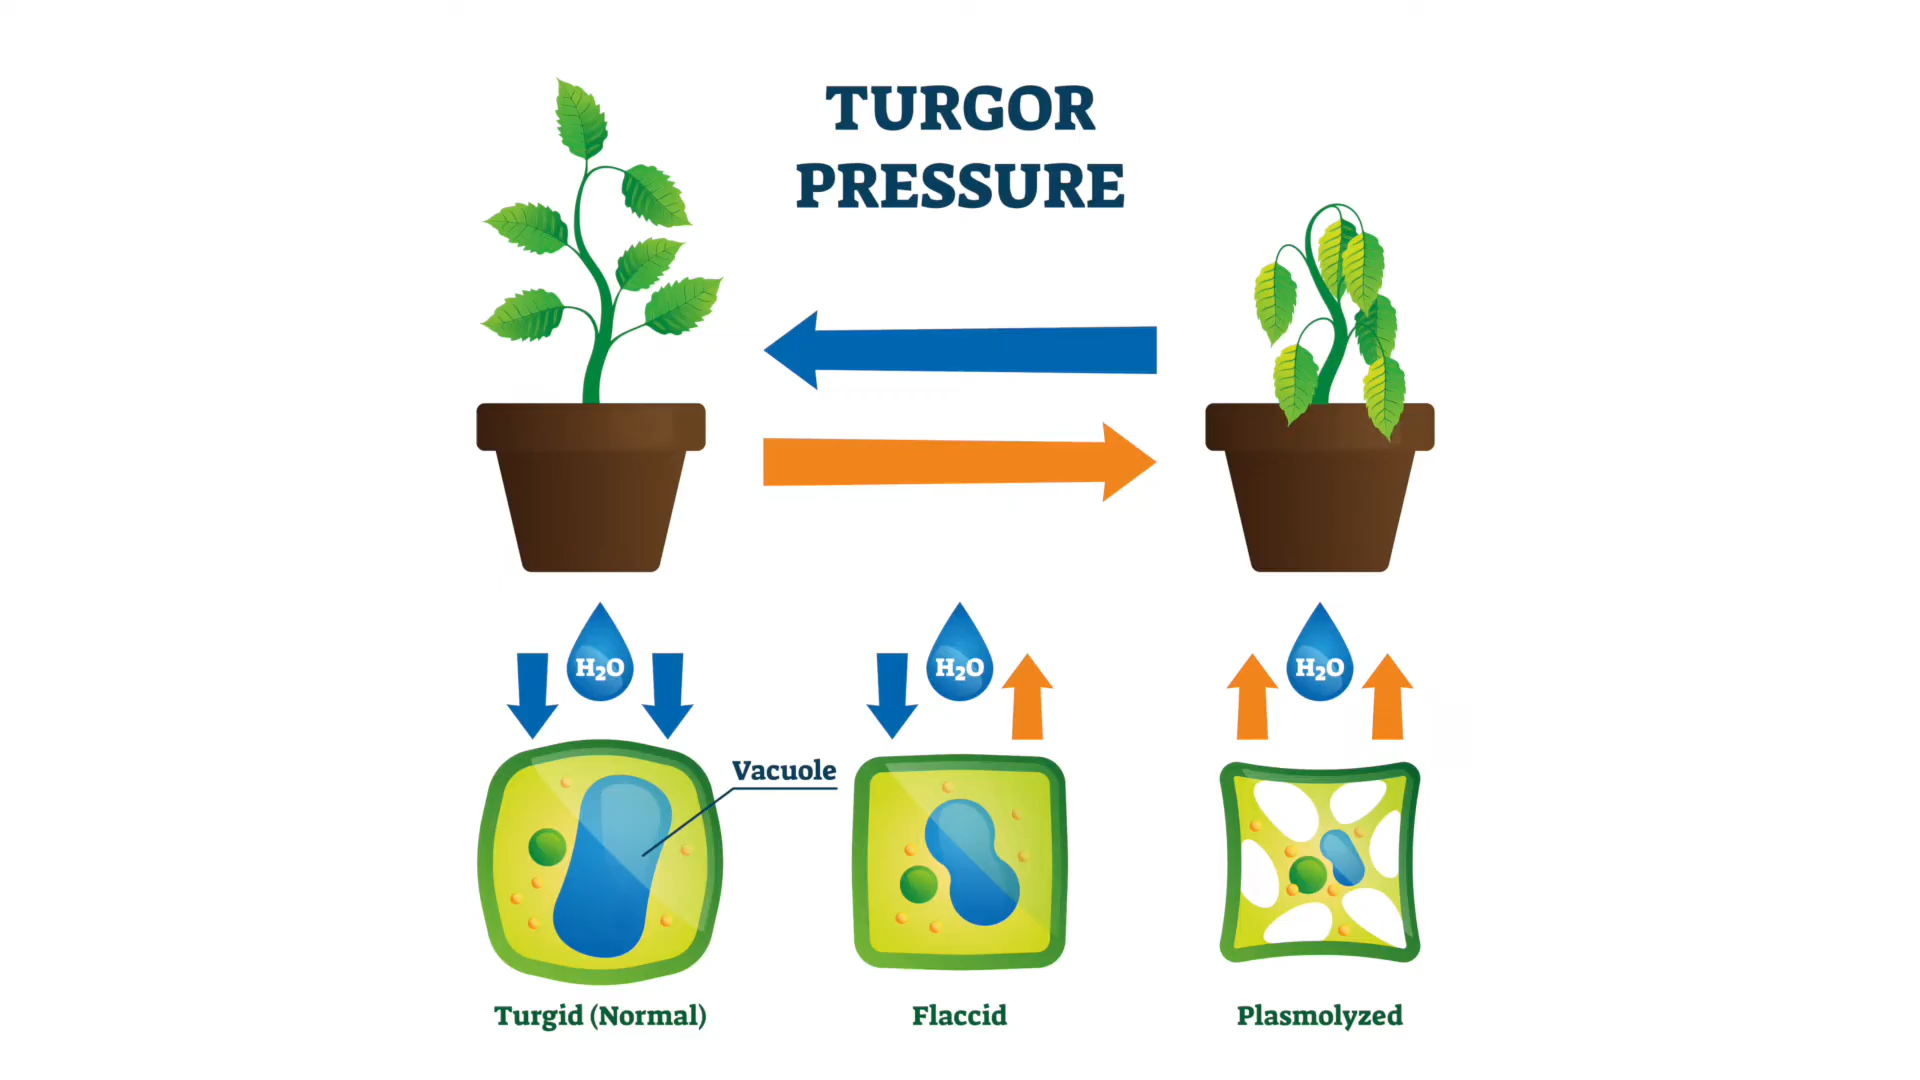 TURGOR
PRESSURE
H₂O
H₂O
H₂O
Vacuole
Turgid (Normal)
Flaccid
Plasmolyzed